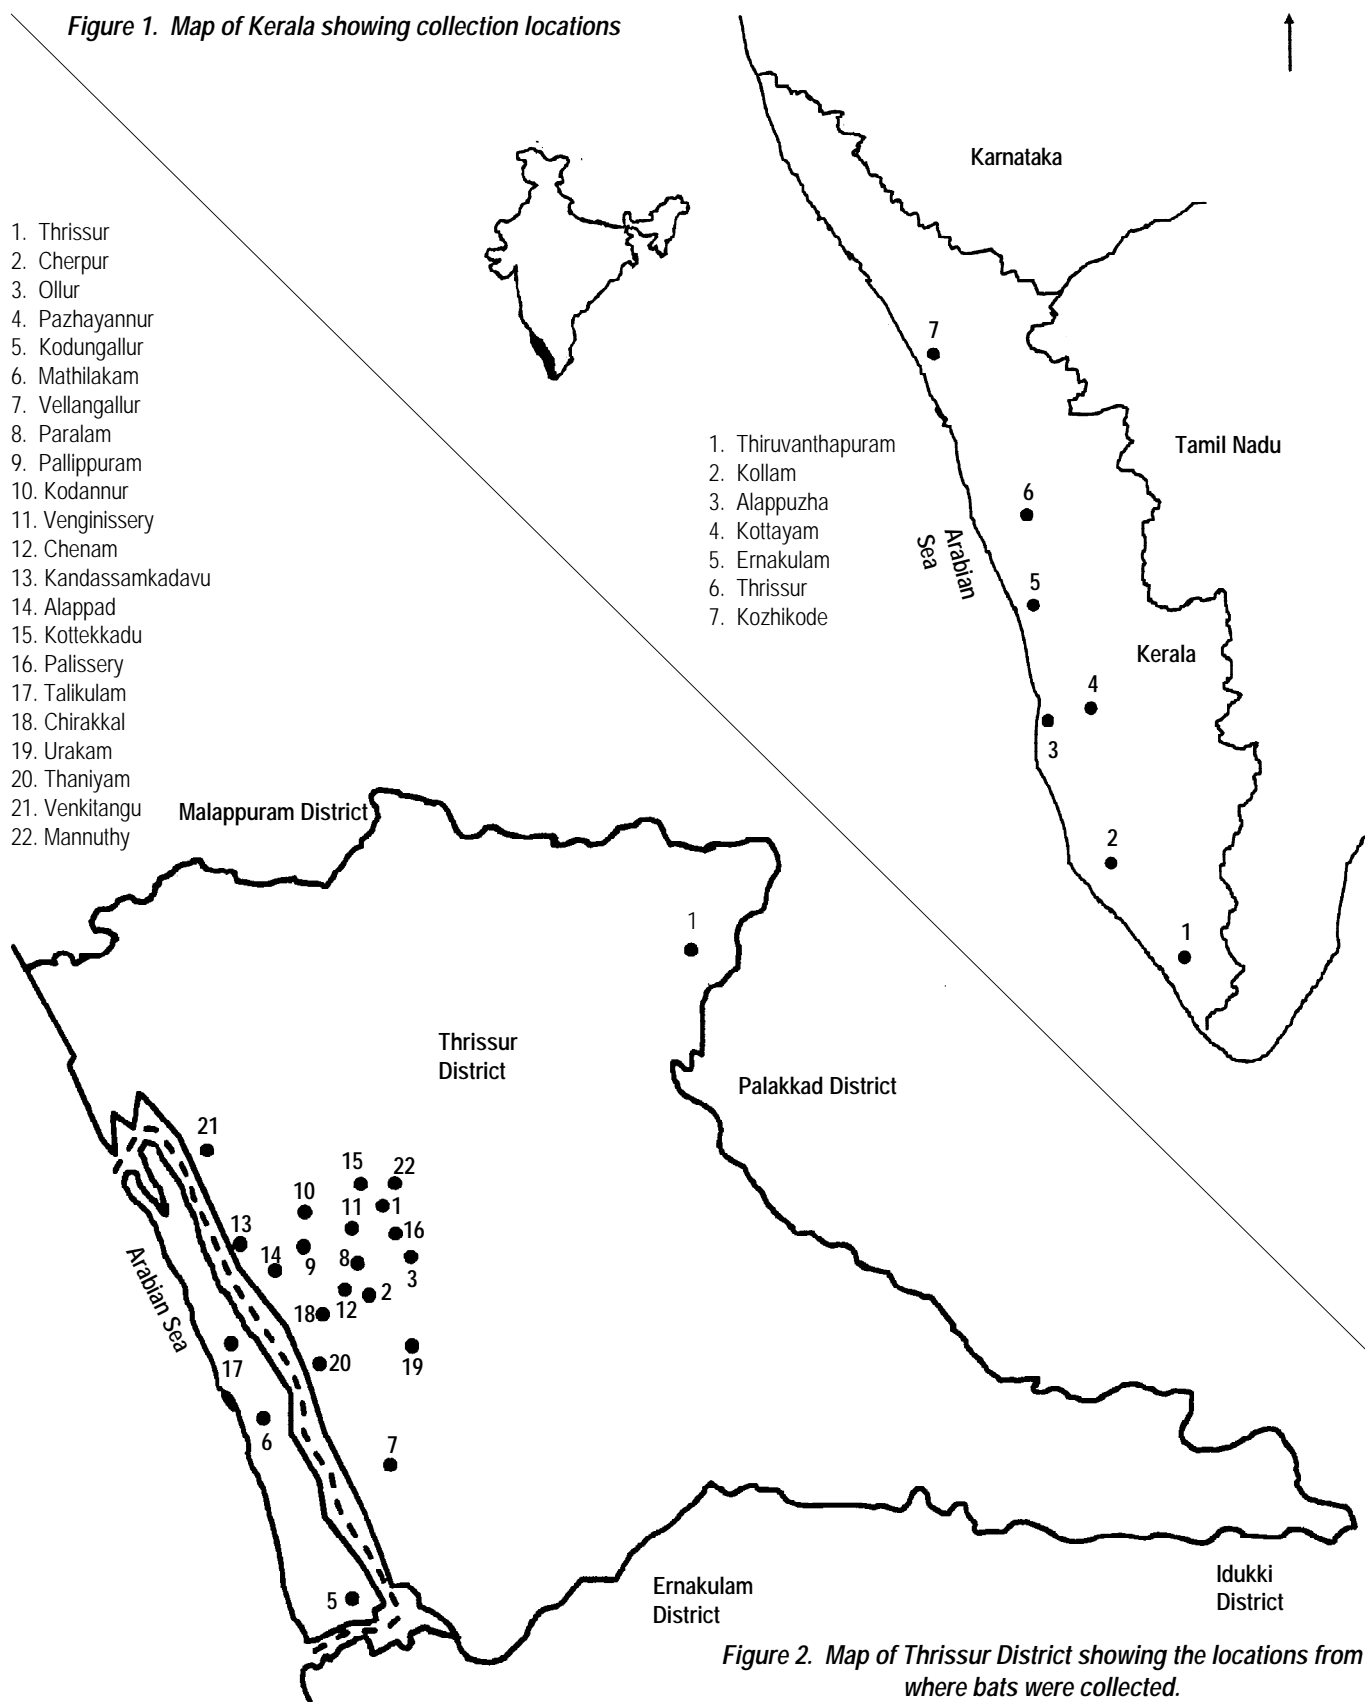 Figure 1. Map of Kerala showing collection locations
Karnataka
Tamil Nadu
Kerala
Arabian
Sea
7
6
5
4
3
2
1
1. Thiruvanthapuram
2. Kollam
3. Alappuzha
4. Kottayam
5. Ernakulam
6. Thrissur
7. Kozhikode
1. Thrissur
2. Cherpur
3. Ollur
4. Pazhayannur
5. Kodungallur
6. Mathilakam
7. Vellangallur
8. Paralam
9. Pallippuram
10. Kodannur
11. Venginissery
12. Chenam
13. Kandassamkadavu
14. Alappad
15. Kottekkadu
16. Palissery
17. Talikulam
18. Chirakkal
19. Urakam
20. Thaniyam
21. Venkitangu
22. Mannuthy
Malappuram District
1
Thrissur
District
Palakkad District
21
15
22
10
1
11
16
13
14
9
8
3
12
2
18
Arabian Sea
17
20
19
6
7
5
Ernakulam
District
Idukki
District
Figure 2. Map of Thrissur District showing the locations from
where bats were collected.